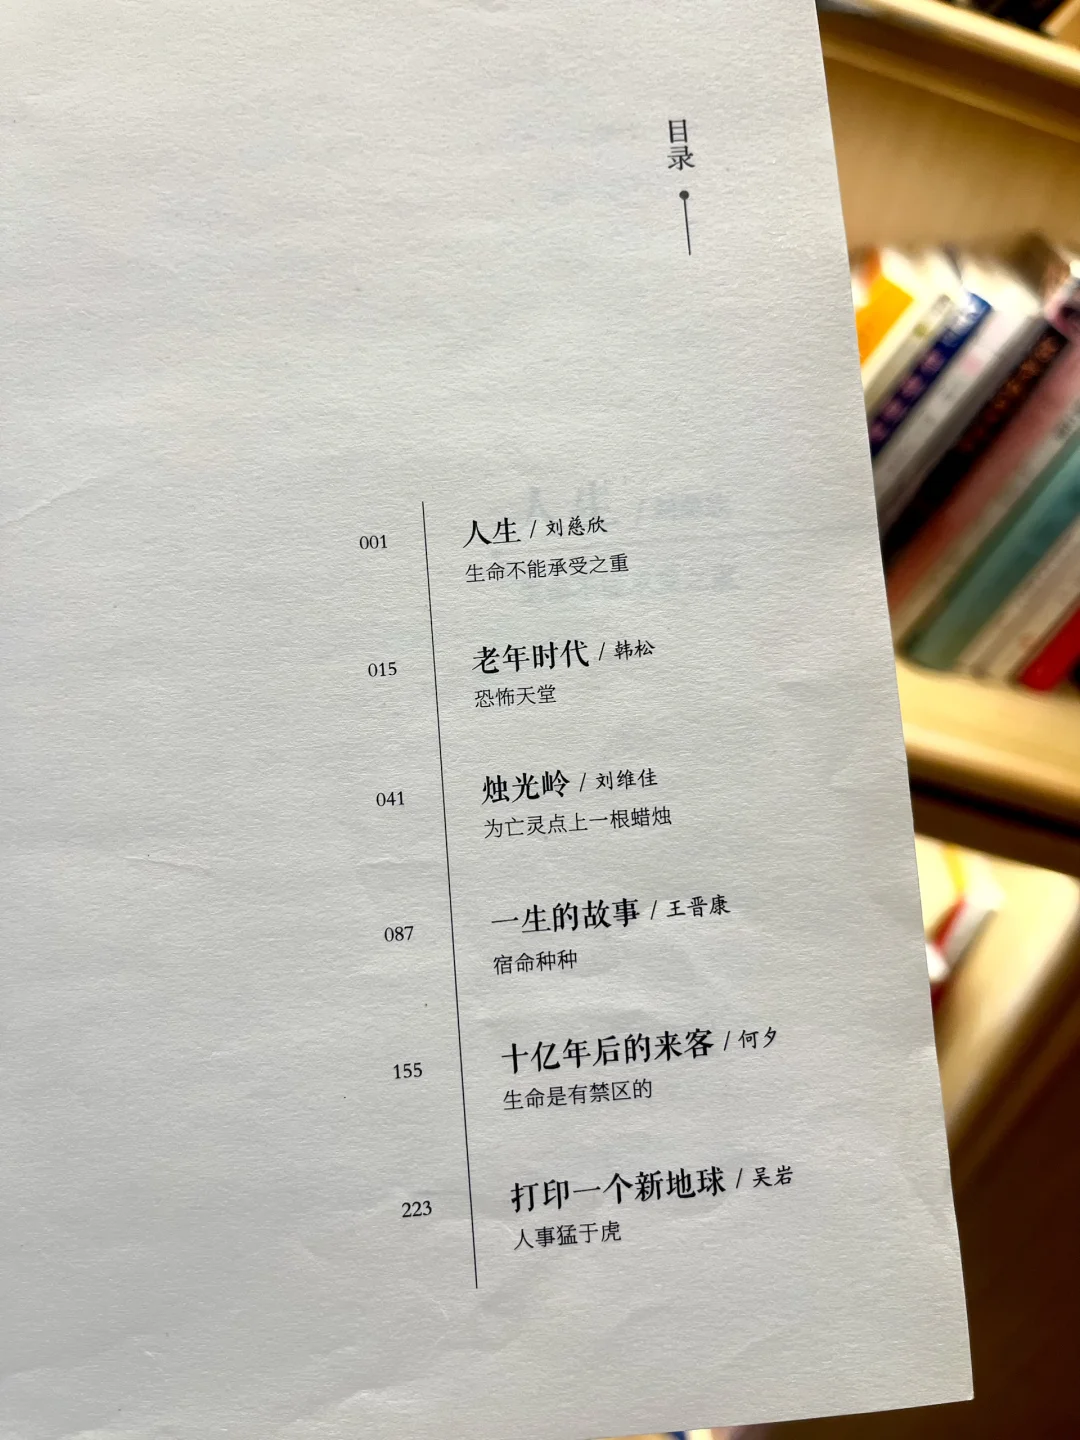 目录
001
人生 / 刘慈欣
生命不能承受之重
015
老年时代 / 韩松
恐怖天堂
041
烛光岭 / 刘维佳
为亡灵点上一根蜡烛
087
一生的故事 / 王晋康
宿命种种
155
十亿年后的来客 / 何夕
生命是有禁区的
223
打印一个新地球 / 吴岩
人事猛于虎